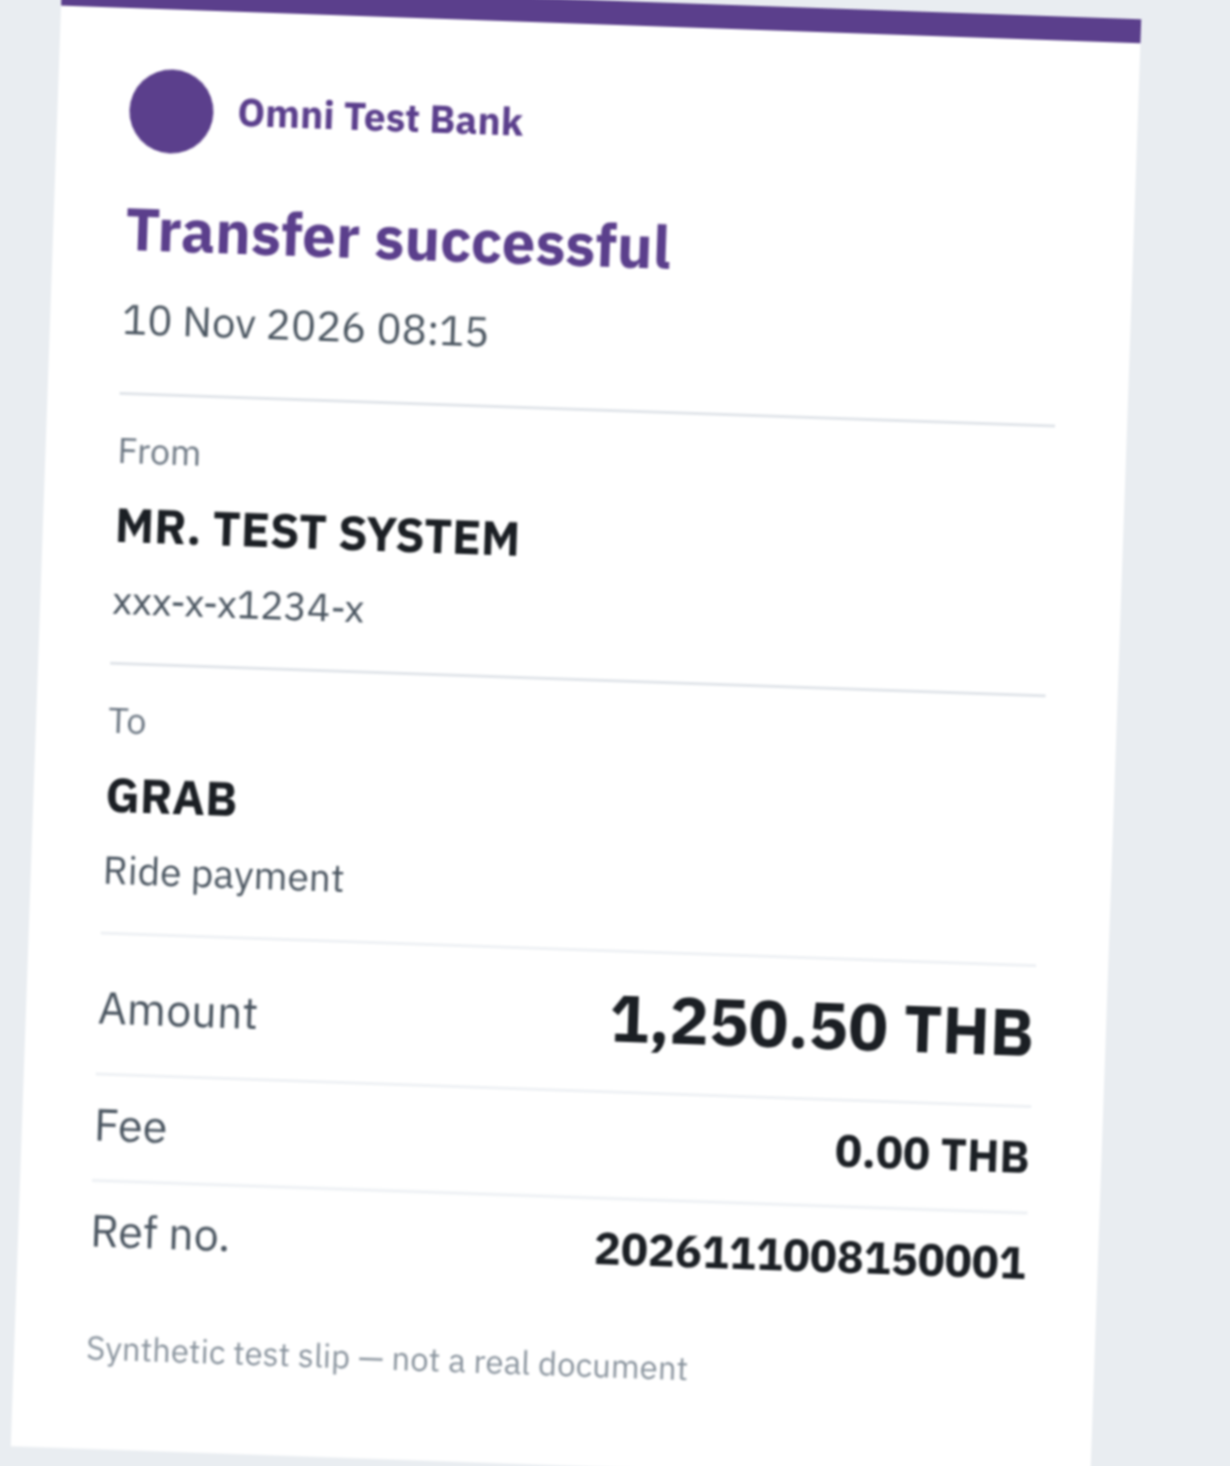 Omni Test Bank
Transfer successful
10 Nov 2026 08:15
From
MR. TEST SYSTEM
xxx-x-x1234-x
To
GRAB
Ride payment
Amount 1,250.50 THB
Fee 0.00 THB
Ref no. 2026111008150001
Synthetic test slip — not a real document